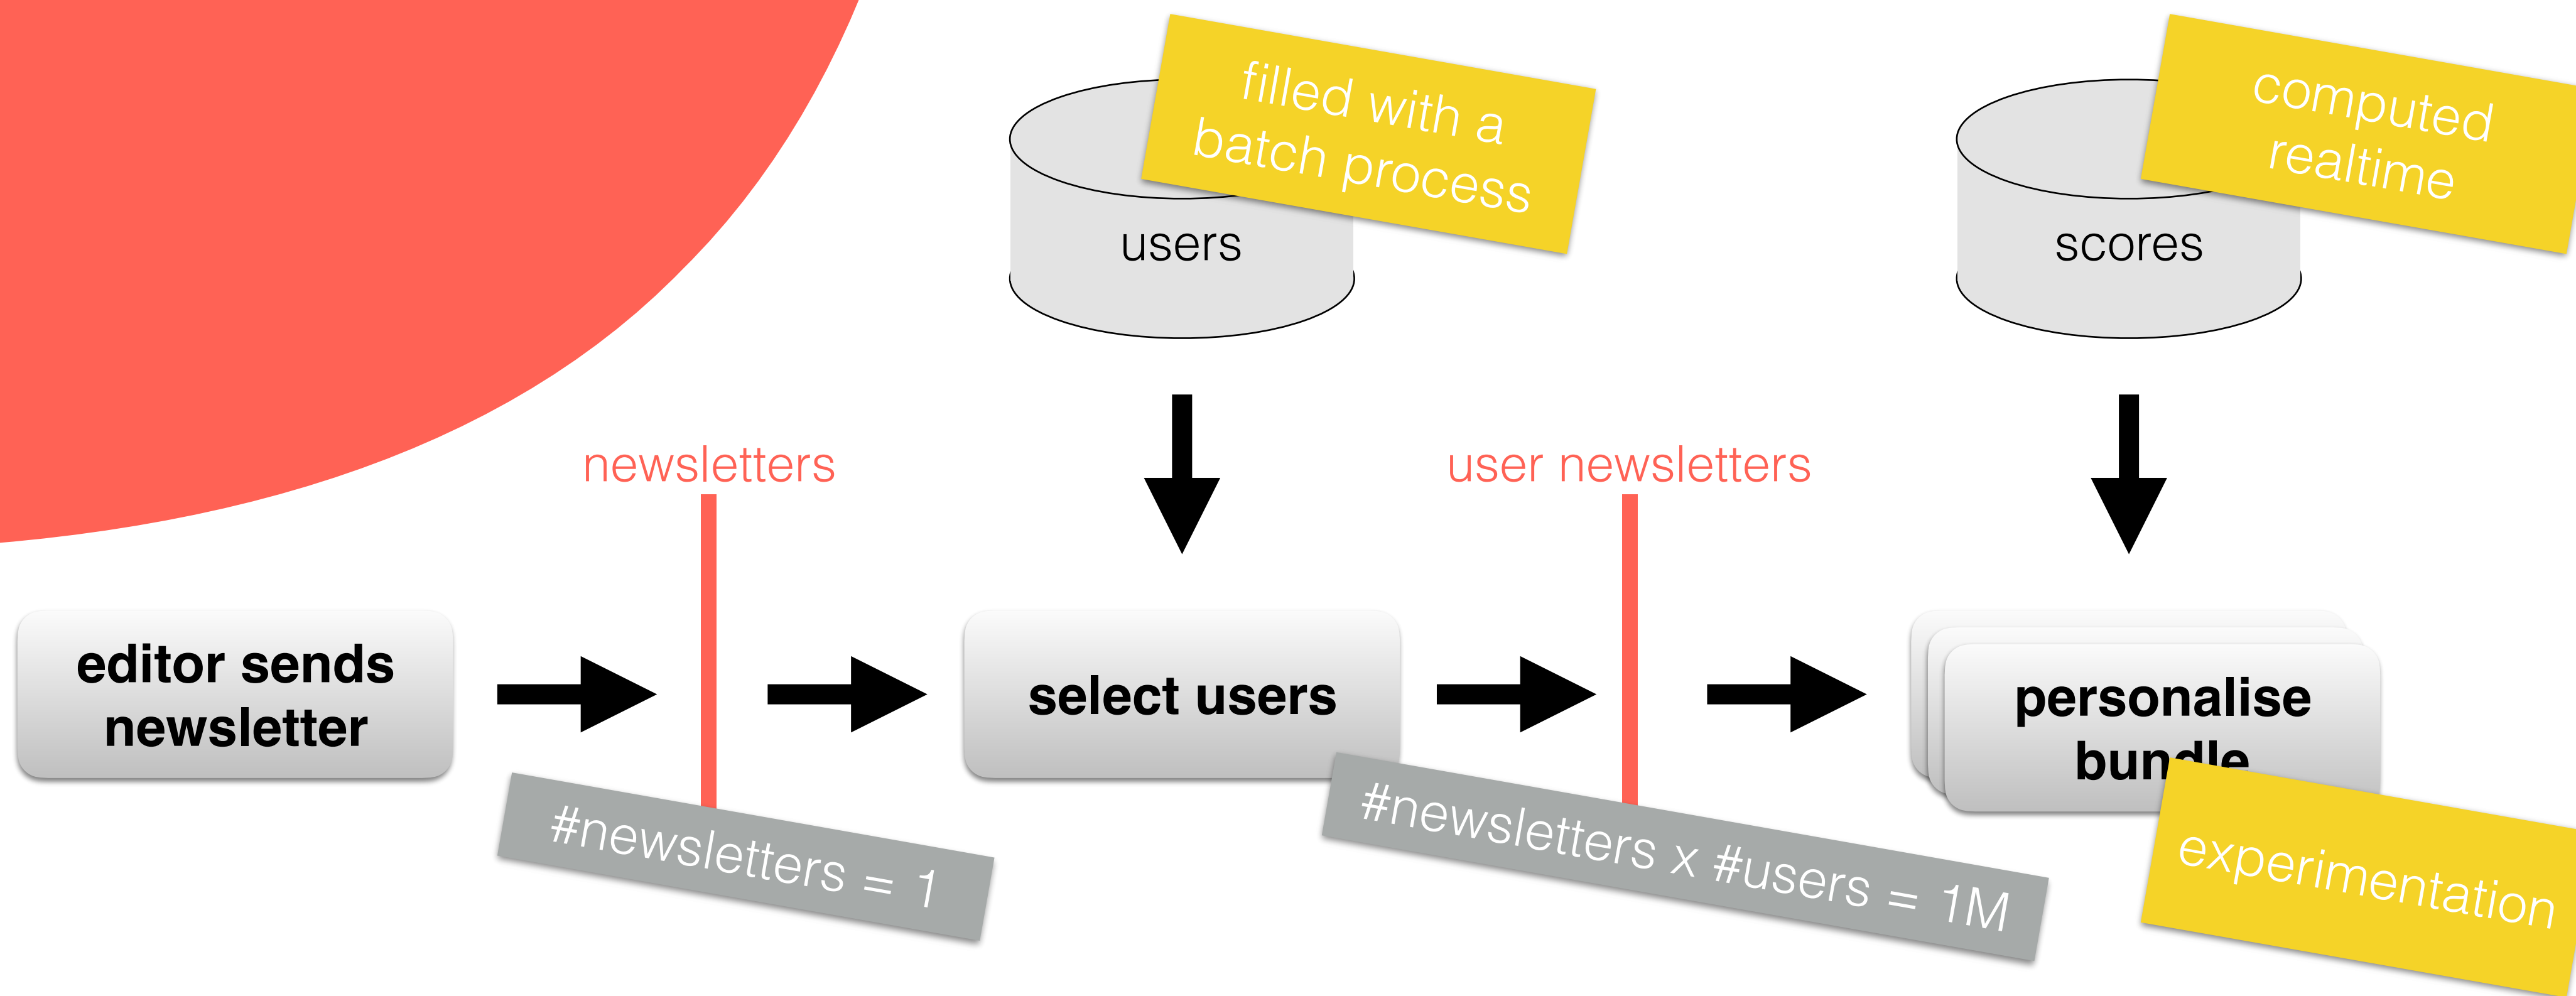 filled with a
batch process
users
computed
realtime
scores
newsletters
user newsletters
editor sends
newsletter
select users
personalise
bundle
#newsletters = 1
#newsletters x #users = 1M
experimentation